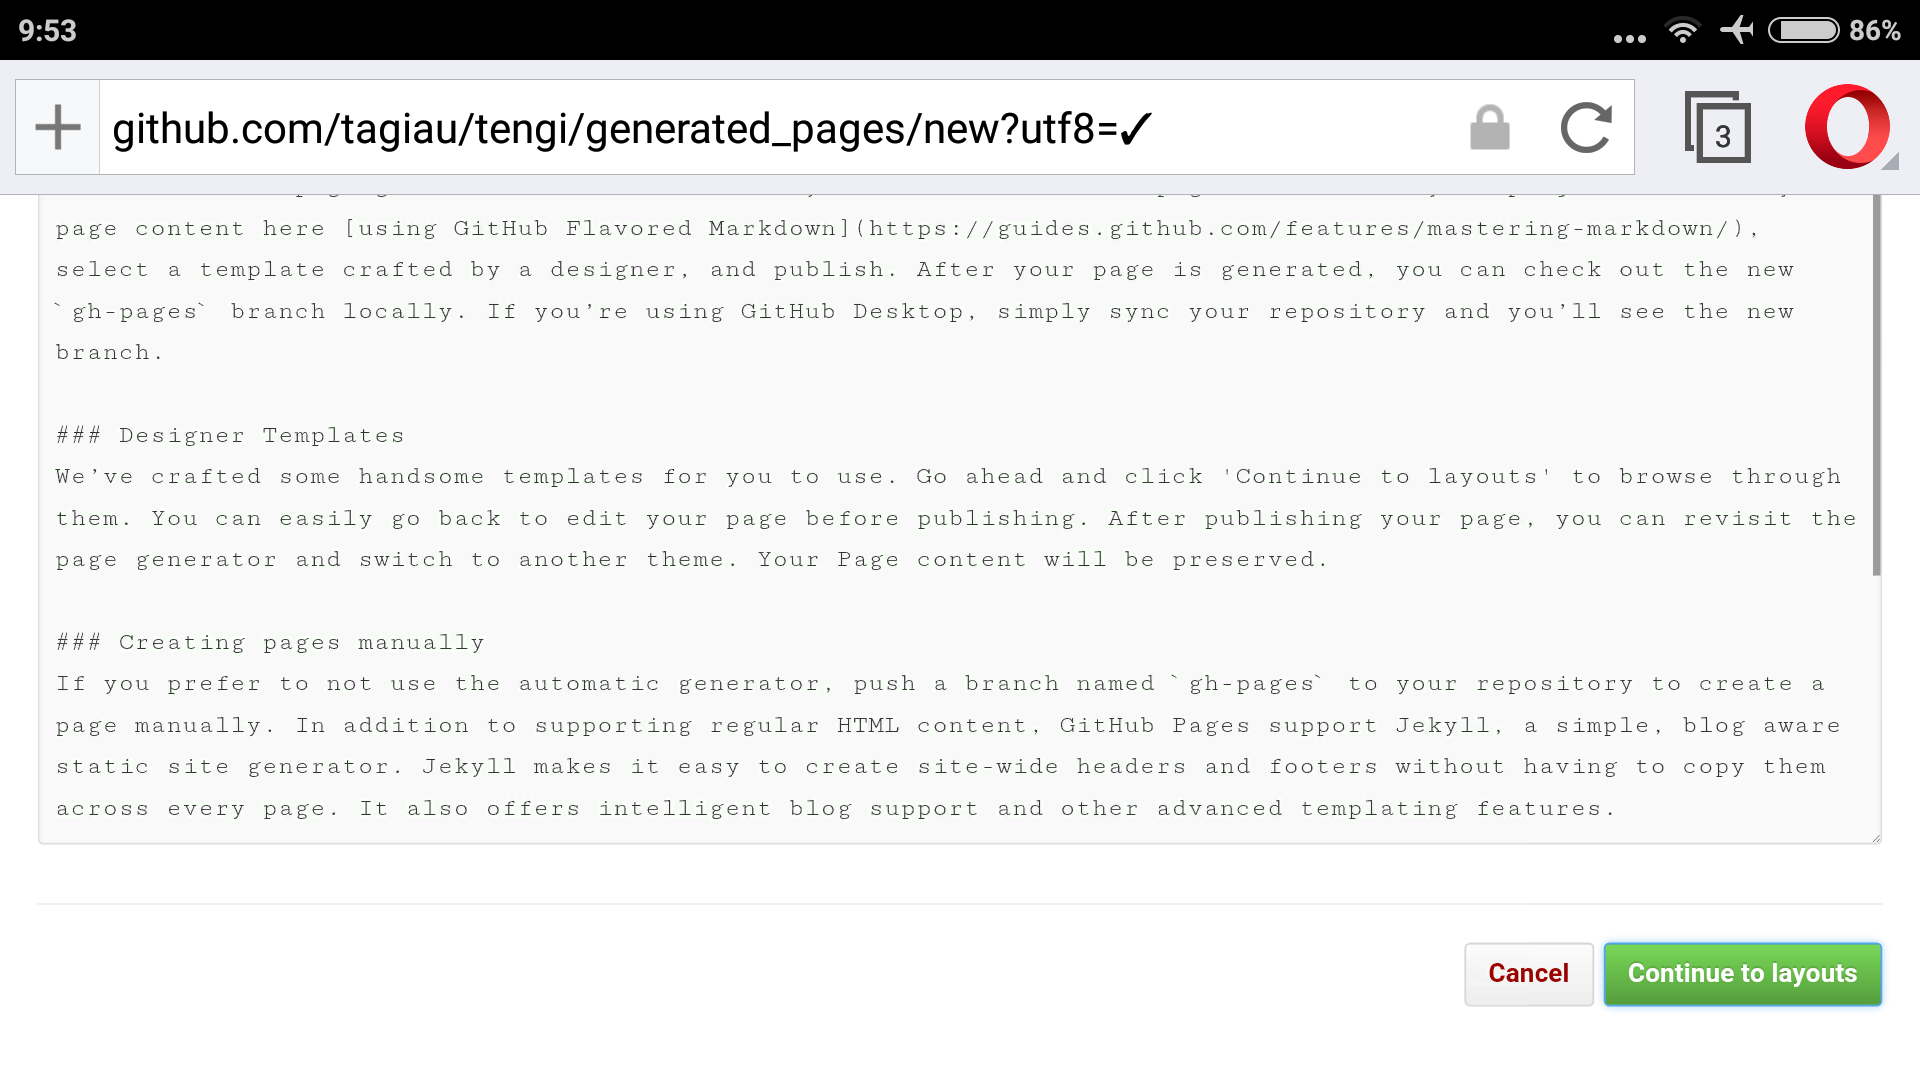 9:53
86%
github.com/tagiau/tengi/generated_pages/new?utf8=✓
3
page content here [using GitHub Flavored Markdown](https://guides.github.com/features/mastering-markdown/),
select a template crafted by a designer, and publish. After your page is generated, you can check out the new
`gh-pages` branch locally. If you’re using GitHub Desktop, simply sync your repository and you’ll see the new
branch.
### Designer Templates
We’ve crafted some handsome templates for you to use. Go ahead and click 'Continue to layouts' to browse through
them. You can easily go back to edit your page before publishing. After publishing your page, you can revisit the
page generator and switch to another theme. Your Page content will be preserved.
### Creating pages manually
If you prefer to not use the automatic generator, push a branch named `gh-pages` to your repository to create a
page manually. In addition to supporting regular HTML content, GitHub Pages support Jekyll, a simple, blog aware
static site generator. Jekyll makes it easy to create site-wide headers and footers without having to copy them
across every page. It also offers intelligent blog support and other advanced templating features.
Cancel
Continue to layouts